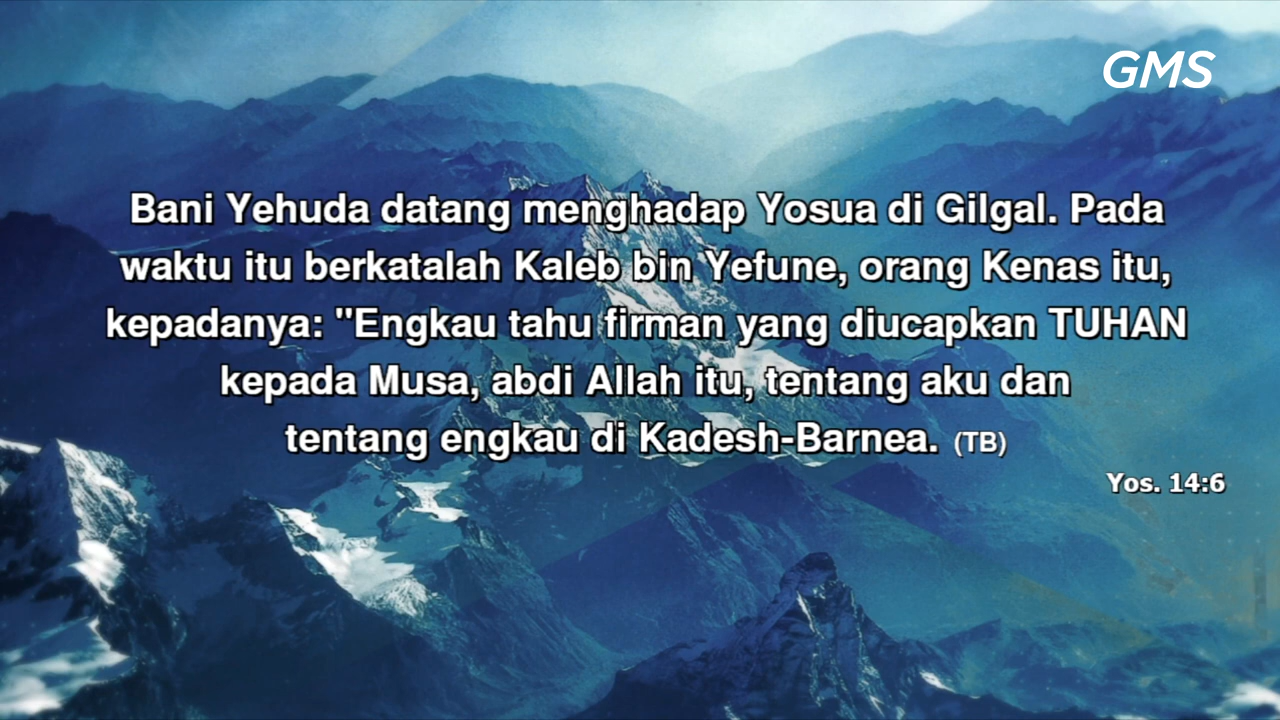 GMS
Bani Yehuda datang menghadap Yosua di Gilgal. Pada
waktu itu berkatalah Kaleb bin Yefune, orang Kenas itu,
kepadanya: "Engkau tahu firman yang diucapkan TUHAN
kepada Musa, abdi Allah itu, tentang aku dan
tentang engkau di Kadesh-Barnea. (TB)
Yos. 14:6